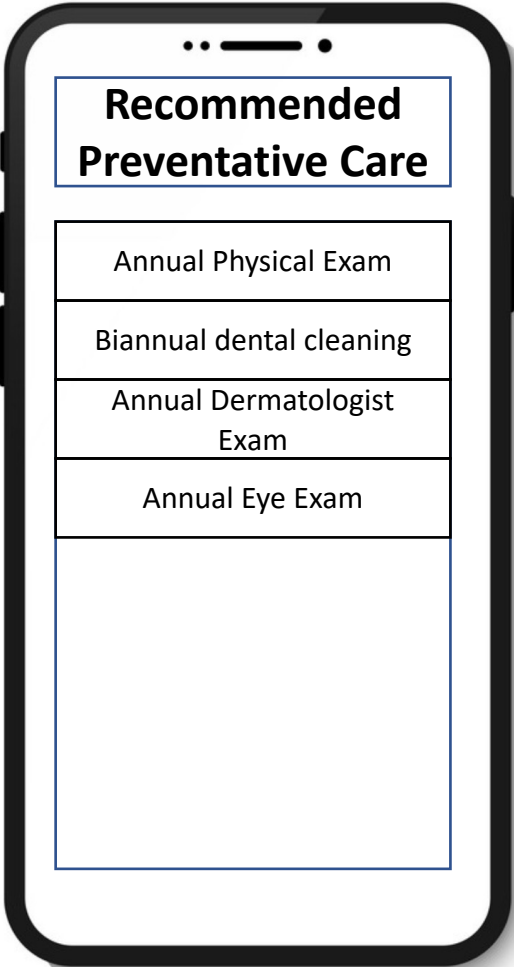 Recommended
Preventative Care
Annual Physical Exam
Biannual dental cleaning
Annual Dermatologist
Exam
Annual Eye Exam